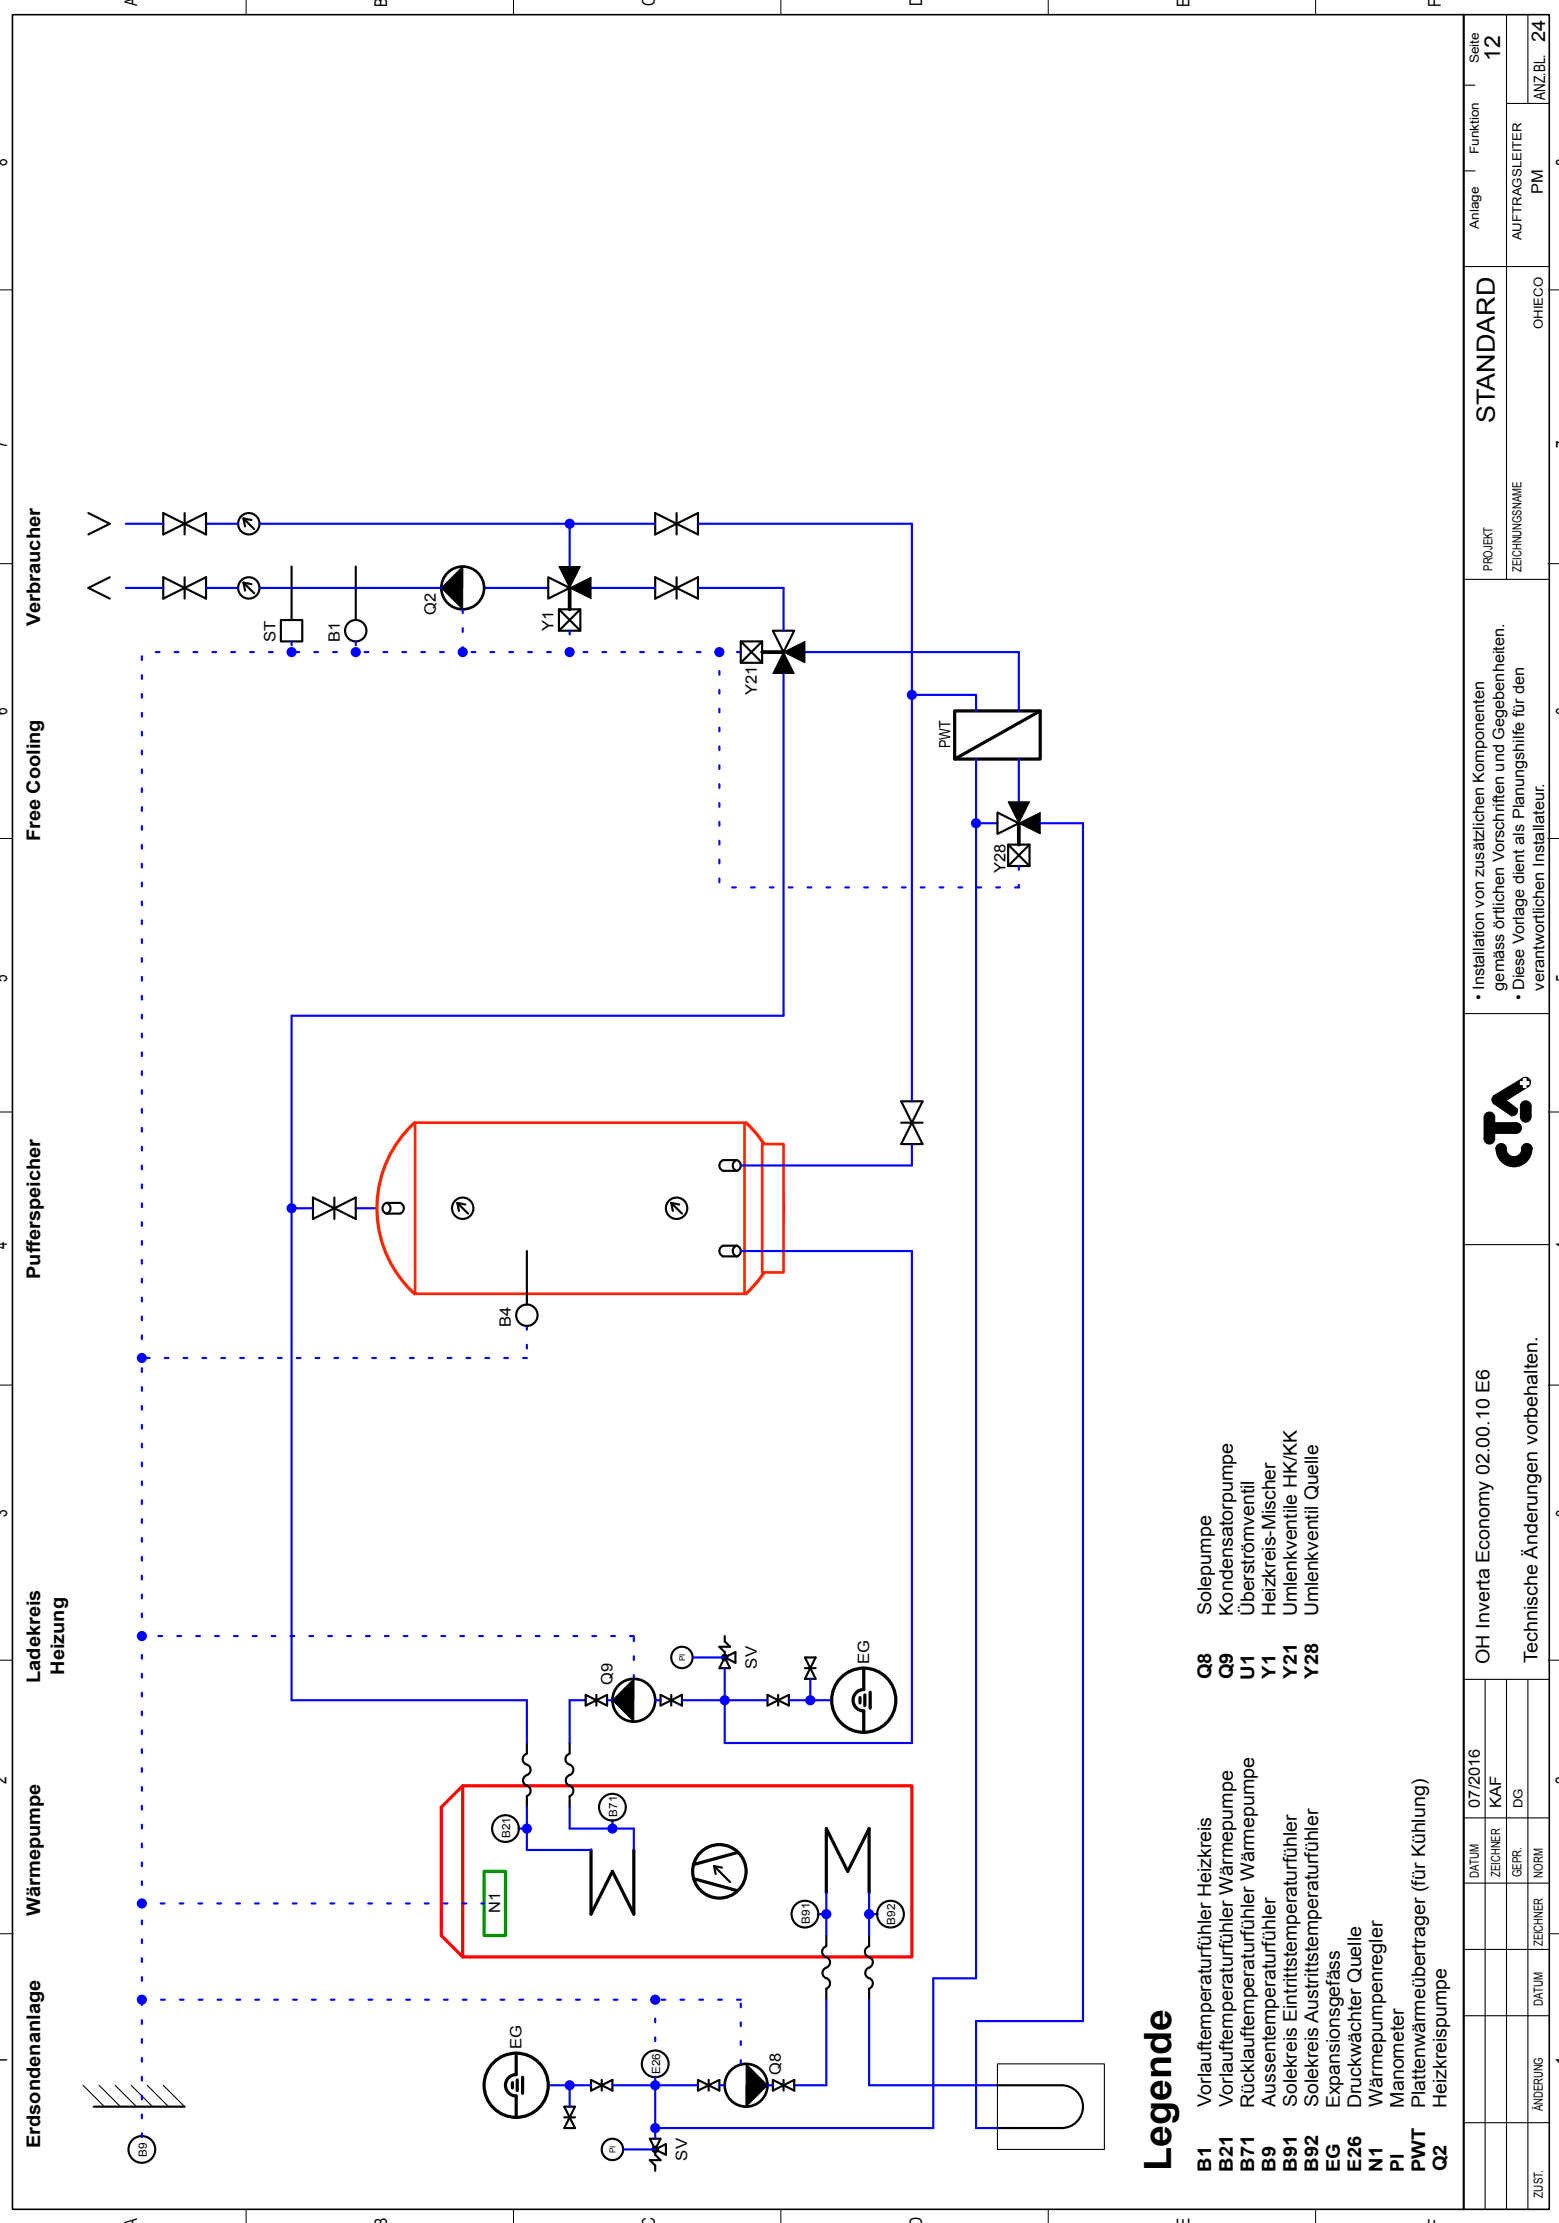 Erdsondenanlage
Wärmepumpe
Ladekreis
Heizung
Pufferspeicher
Free Cooling
Verbraucher
B9
EG
PI
SV
E26
Q8
N1
B21
B71
B91
B92
Q9
PI
SV
EG
B4
ST
B1
Q2
Y1
Y21
PWT
Y28
Legende
B1 Vorlauftemperaturfühler Heizkreis
B21 Vorlauftemperaturfühler Wärmepumpe
B71 Rücklauftemperaturfühler Wärmepumpe
B9 Aussentemperaturfühler
B91 Solekreis Eintrittstemperaturfühler
B92 Solekreis Austrittstemperaturfühler
EG Expansionsgefäss
E26 Druckwächter Quelle
N1 Wärmepumpenregler
PI Manometer
PWT Plattenwärmeübertrager (für Kühlung)
Q2 Heizkreispumpe
Q8 Solepumpe
Q9 Kondensatorpumpe
U1 Überströmventil
Y1 Heizkreis-Mischer
Y21 Umlenkventile HK/KK
Y28 Umlenkventil Quelle
ZUST. ÄNDERUNG DATUM ZEICHNER NORM
DATUM 07/2016
ZEICHNER KAF
GEPR. DG
OH Inverta Economy 02.00.10 E6
Technische Änderungen vorbehalten.
CTA
• Installation von zusätzlichen Komponenten
gemäss örtlichen Vorschriften und Gegebenheiten.
• Diese Vorlage dient als Planungshilfe für den
verantwortlichen Installateur.
PROJEKT STANDARD
ZEICHNUNGSNAME
OHIECO
Anlage Funktion Seite
12
AUFTRAGSLEITER
PM
ANZ.BL. 24